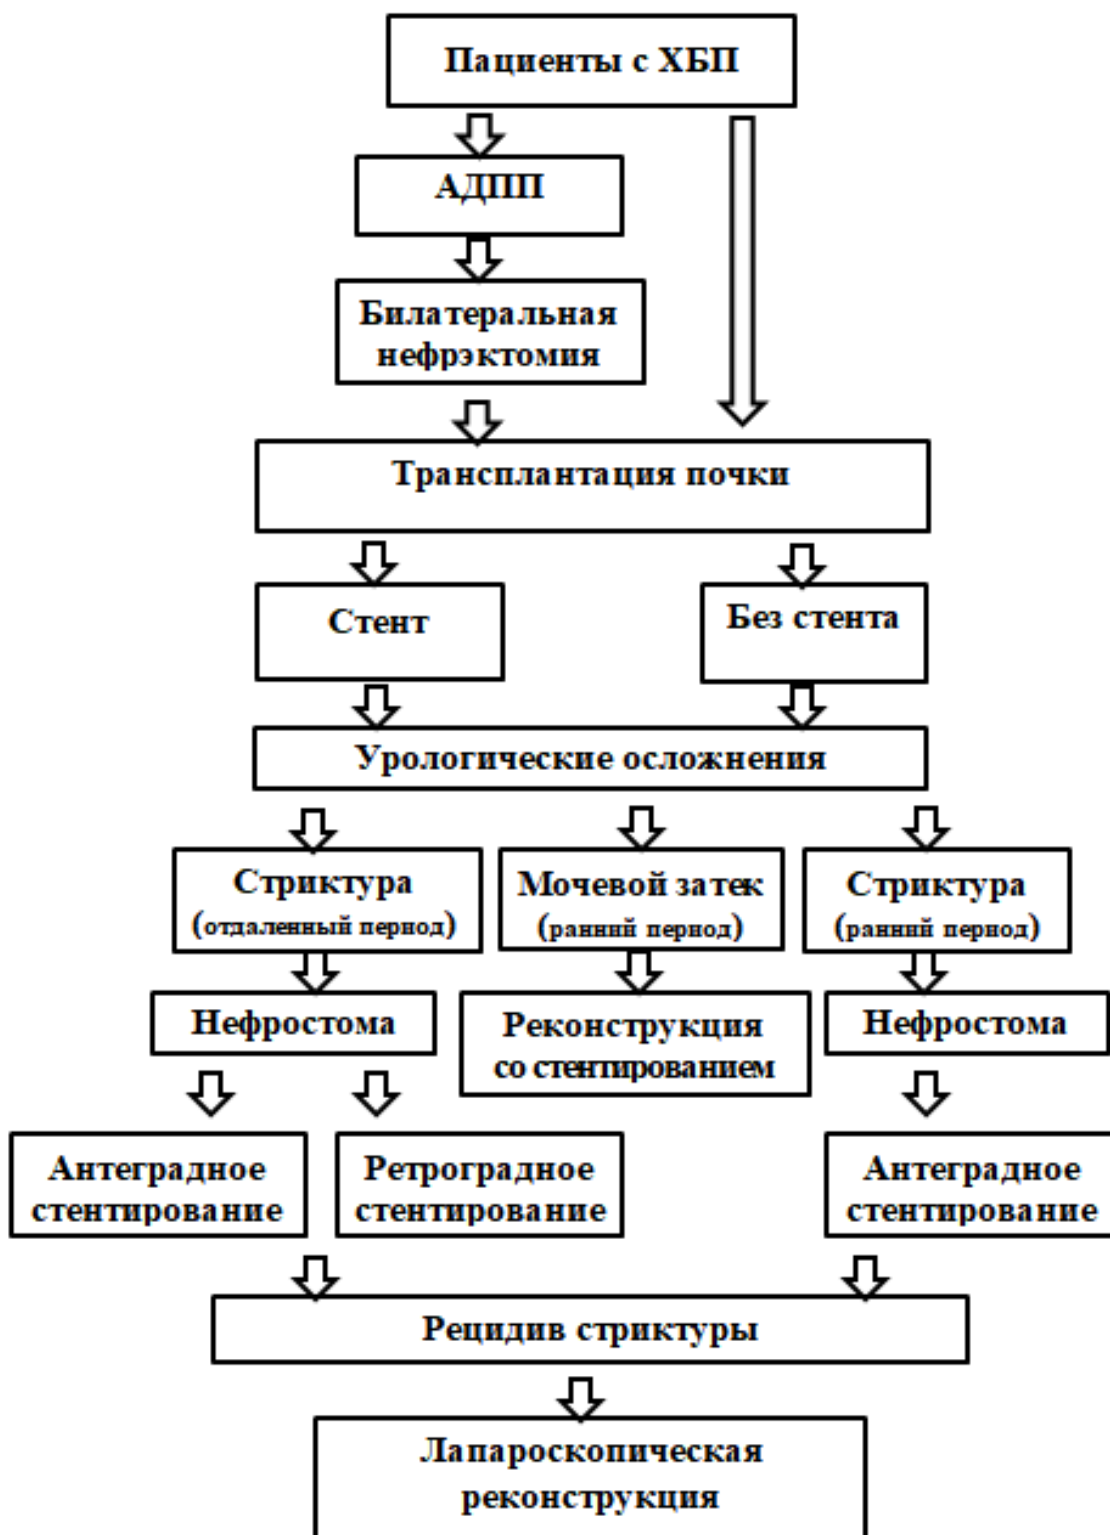 Пациенты с ХБП
АДПП
Билатеральная
нефрэктомия
Трансплантация почки
Стент
Без стента
Урологические осложнения
Стриктура
(отдаленный период)
Мочевой затек
(ранний период)
Стриктура
(ранний период)
Нефростома
Реконструкция
со стентированием
Нефростома
Антеградное
стентирование
Ретроградное
стентирование
Антеградное
стентирование
Рецидив стриктуры
Лапароскопическая
реконструкция